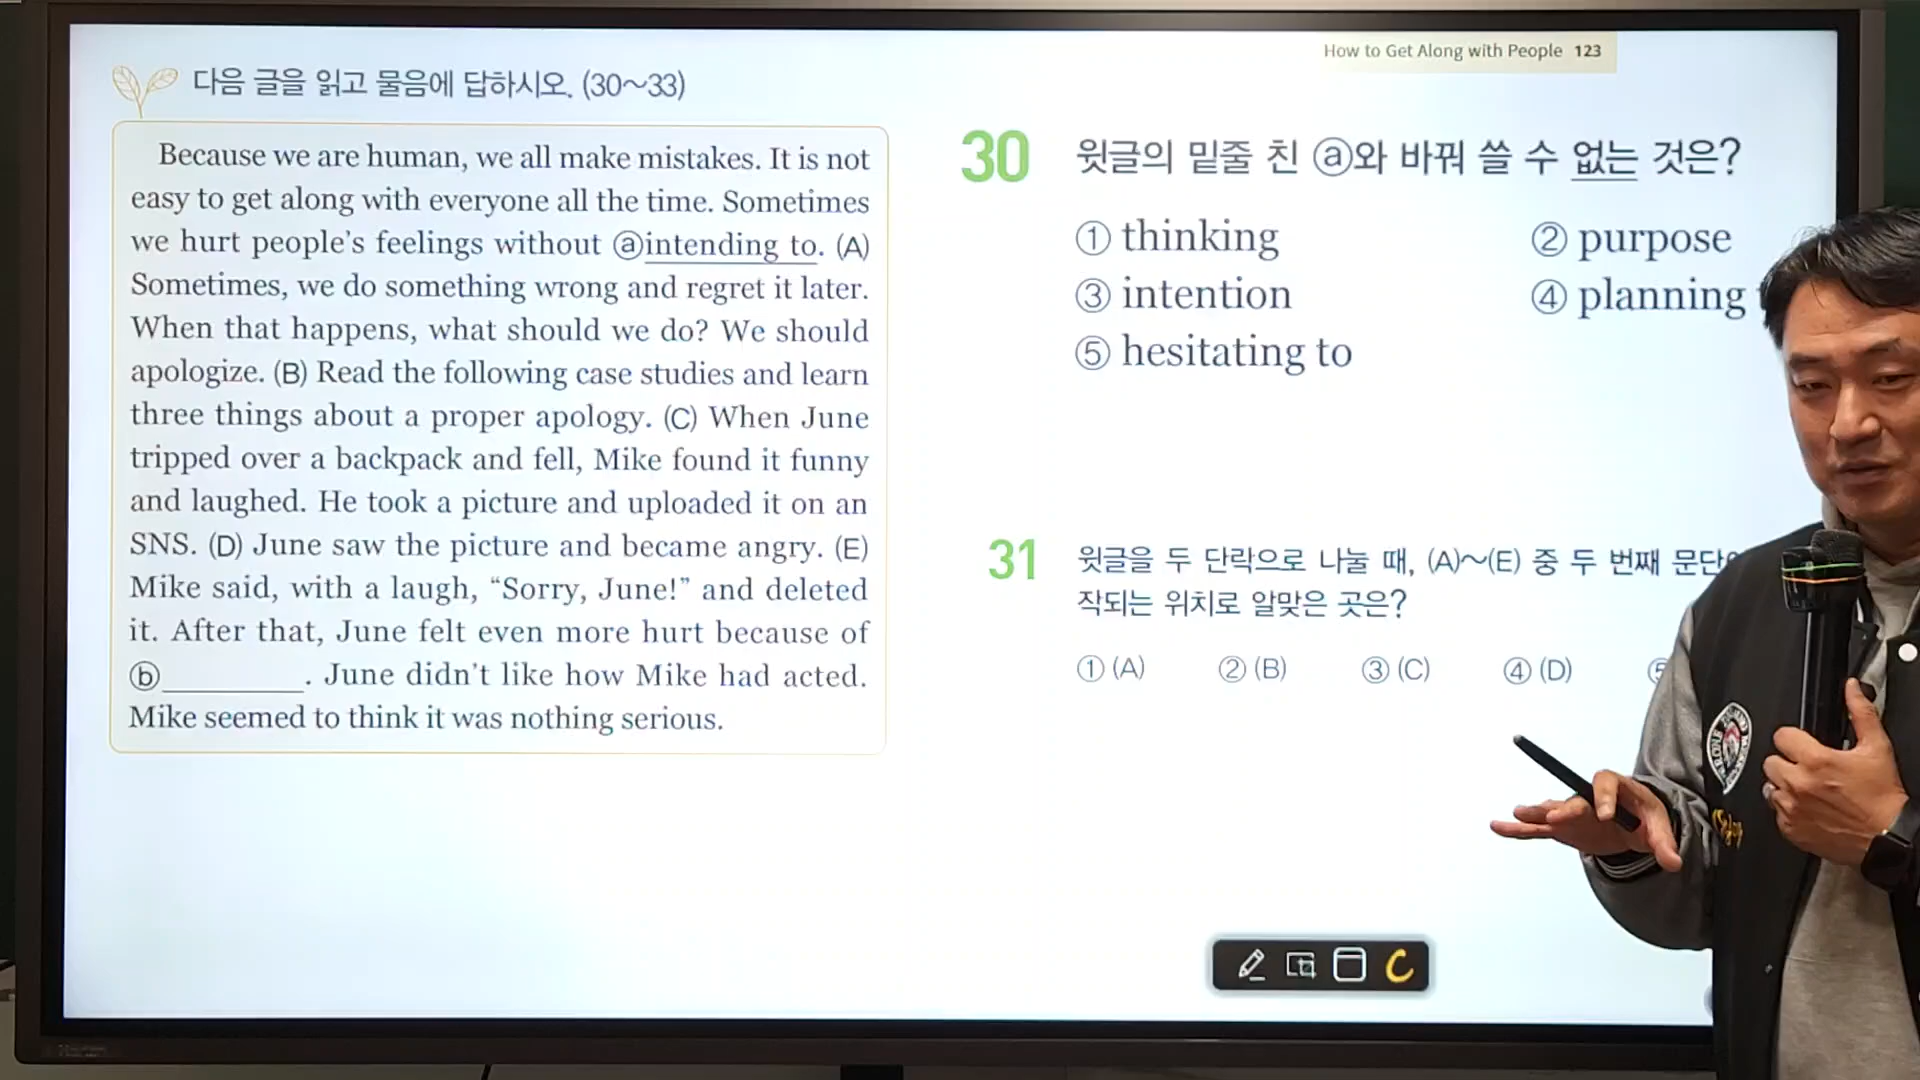 How to Get Along with People 123
다음 글을 읽고 물음에 답하시오. (30~33)
Because we are human, we all make mistakes. It is not
easy to get along with everyone all the time. Sometimes
we hurt people's feelings without ⓐintending to. (A)
Sometimes, we do something wrong and regret it later.
When that happens, what should we do? We should
apologize. (B) Read the following case studies and learn
three things about a proper apology. (C) When June
tripped over a backpack and fell, Mike found it funny
and laughed. He took a picture and uploaded it on an
SNS. (D) June saw the picture and became angry. (E)
Mike said, with a laugh, “Sorry, June!” and deleted
it. After that, June felt even more hurt because of
ⓑ__________. June didn't like how Mike had acted.
Mike seemed to think it was nothing serious.
30 윗글의 밑줄 친 ⓐ와 바꿔 쓸 수 없는 것은?
① thinking ② purpose
③ intention ④ planning
⑤ hesitating to
31 윗글을 두 단락으로 나눌 때, (A)~(E) 중 두 번째 문단
작되는 위치로 알맞은 곳은?
① (A) ② (B) ③ (C) ④ (D)